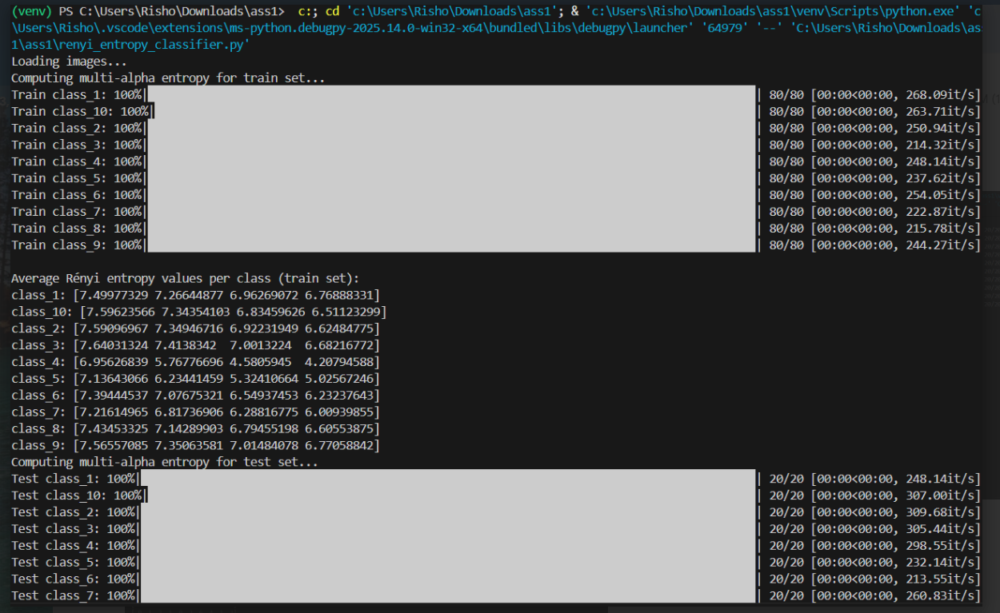 (venv) PS C:\Users\Risho\Downloads\ass1>  c:; cd 'c:\Users\Risho\Downloads\ass1'; & 'c:\Users\Risho\Downloads\ass1\venv\Scripts\python.exe' 'c
\Users\Risho\.vscode\extensions\ms-python.debugpy-2025.14.0-win32-x64\bundled\libs\debugpy\launcher' '64979' '--' 'C:\Users\Risho\Downloads\as
1\ass1\renyi_entropy_classifier.py'
Loading images...
Computing multi-alpha entropy for train set...
Train class_1: 100%| | 80/80 [00:00<00:00, 268.09it/s]
Train class_10: 100%| | 80/80 [00:00<00:00, 263.71it/s]
Train class_2: 100%| | 80/80 [00:00<00:00, 250.94it/s]
Train class_3: 100%| | 80/80 [00:00<00:00, 214.32it/s]
Train class_4: 100%| | 80/80 [00:00<00:00, 248.14it/s]
Train class_5: 100%| | 80/80 [00:00<00:00, 237.62it/s]
Train class_6: 100%| | 80/80 [00:00<00:00, 254.05it/s]
Train class_7: 100%| | 80/80 [00:00<00:00, 222.87it/s]
Train class_8: 100%| | 80/80 [00:00<00:00, 215.78it/s]
Train class_9: 100%| | 80/80 [00:00<00:00, 244.27it/s]
Average Rényi entropy values per class (train set):
class_1: [7.49977329 7.26644877 6.96269072 6.76888331]
class_10: [7.59623566 7.34354103 6.83459626 6.51123299]
class_2: [7.59096967 7.34946716 6.92231949 6.62484775]
class_3: [7.64031324 7.4138342  7.0013224  6.68216772]
class_4: [6.95626839 5.76776696 4.5805945  4.20794588]
class_5: [7.13643066 6.23441459 5.32410664 5.02567246]
class_6: [7.39444537 7.07675321 6.54937453 6.23237643]
class_7: [7.21614965 6.81736906 6.28816775 6.00939855]
class_8: [7.43453325 7.14289903 6.79455198 6.60553875]
class_9: [7.56557085 7.35063581 7.01484078 6.77058842]
Computing multi-alpha entropy for test set...
Test class_1: 100%| | 20/20 [00:00<00:00, 248.14it/s]
Test class_10: 100%| | 20/20 [00:00<00:00, 307.00it/s]
Test class_2: 100%| | 20/20 [00:00<00:00, 309.68it/s]
Test class_3: 100%| | 20/20 [00:00<00:00, 305.44it/s]
Test class_4: 100%| | 20/20 [00:00<00:00, 298.55it/s]
Test class_5: 100%| | 20/20 [00:00<00:00, 232.14it/s]
Test class_6: 100%| | 20/20 [00:00<00:00, 213.55it/s]
Test class_7: 100%| | 20/20 [00:00<00:00, 260.83it/s]